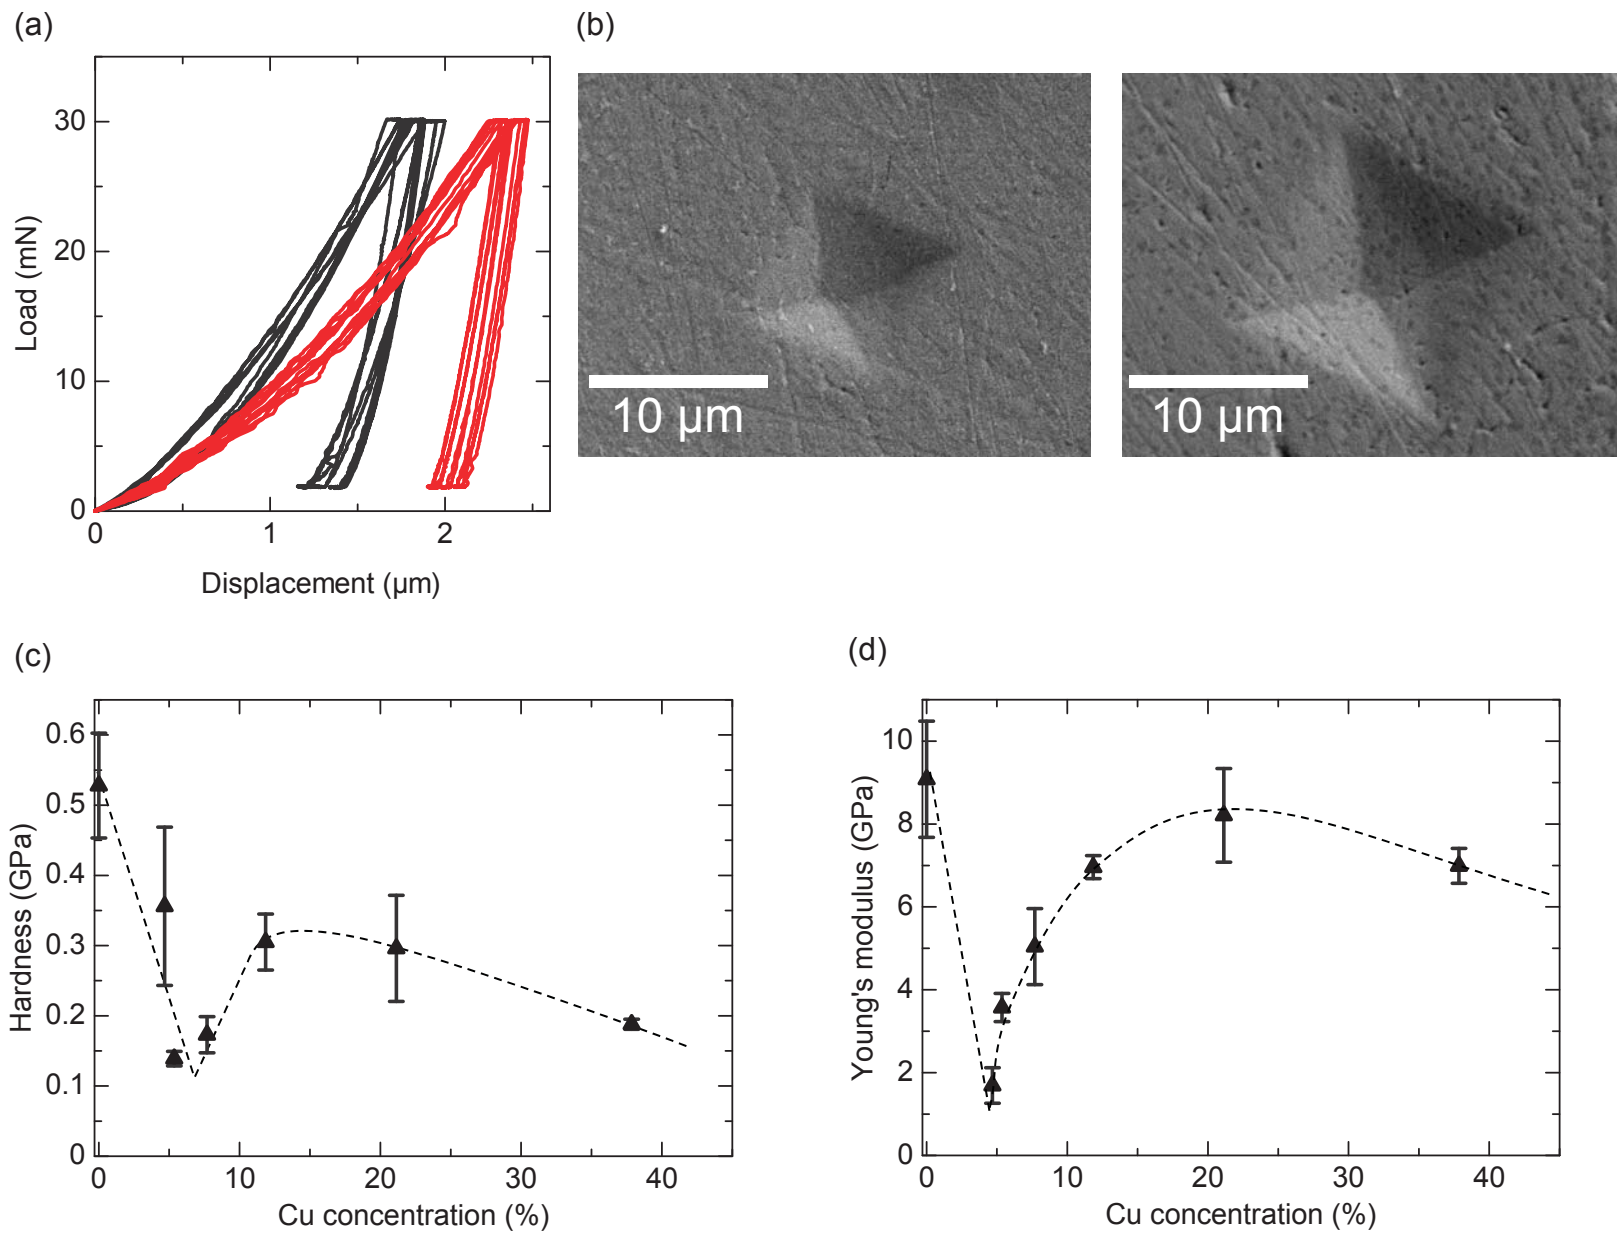 (a)
(b)
30
20
10
0
Load (mN)
0 1 2
Displacement (μm)
10 μm
10 μm
(c)
(d)
0.6
0.5
0.4
0.3
0.2
0.1
0
Hardness (GPa)
0 10 20 30 40
Cu concentration (%)
10
8
6
4
2
0
Young's modulus (GPa)
0 10 20 30 40
Cu concentration (%)